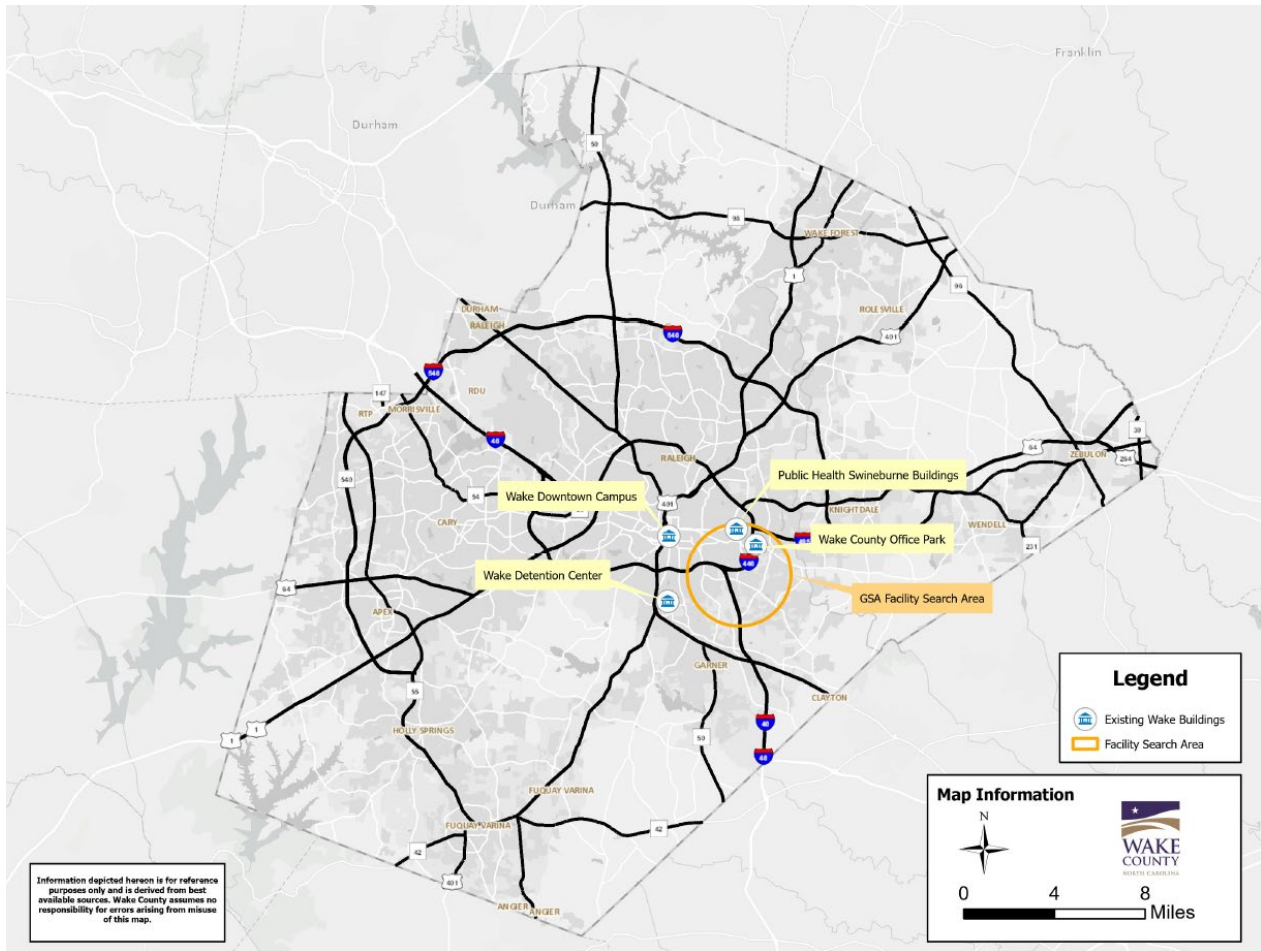 Franklin
Durham
50
Durham
98
WAKE FOREST
1
96
ROLESVILLE
DURHAM
RALEIGH
540
401
540
RDU
147
RTP
MORRISVILLE
40
39
64
ZEBULON
264
540
RALEIGH
Public Health Swineburne Buildings
54
Wake Downtown Campus
401
KNIGHTDALE
CARY
WENDELL
Wake County Office Park
231
440
Wake Detention Center
64
GSA Facility Search Area
APEX
GARNER
CLAYTON
55
40
HOLLY SPRINGS
1
1
50
40
FUQUAY VARINA
FUQUAY VARINA
42
42
401
ANGIER
ANGIER
Legend
Existing Wake Buildings
Facility Search Area
Map Information
N
WAKE
COUNTY
NORTH CAROLINA
0 4 8
Miles
Information depicted hereon is for reference
purposes only and is derived from best
available sources. Wake County assumes no
responsibility for errors arising from misuse
of this map.